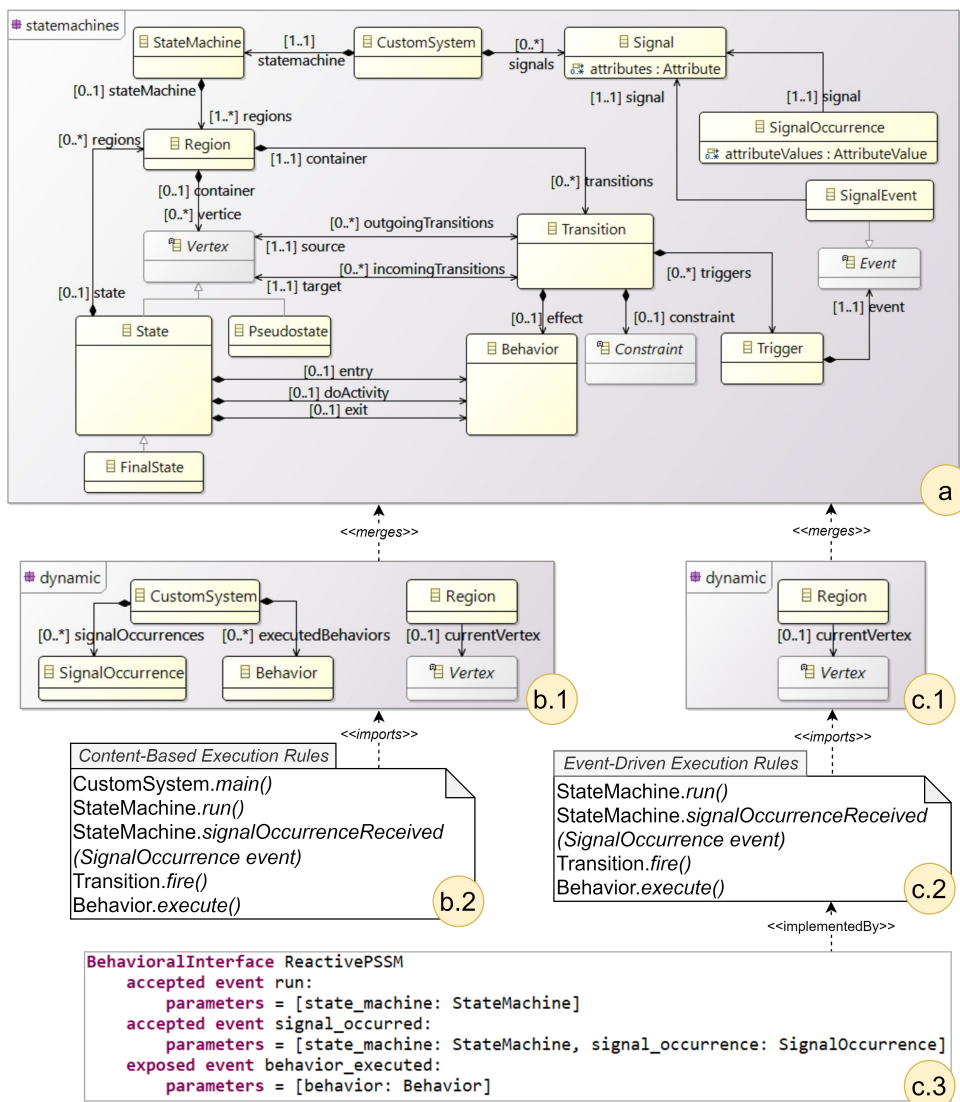 statemachines
StateMachine
[1..1]
statemachine
CustomSystem
[0..*]
signals
Signal
attributes : Attribute
[0..1] stateMachine
[1..*] regions
[1..1] signal
[1..1] signal
SignalOccurrence
attributeValues : AttributeValue
[0..*] regions
Region
[1..1] container
[0..1] container
[0..*] vertice
[0..*] transitions
SignalEvent
Vertex
[0..*] outgoingTransitions
[1..1] source
[0..*] incomingTransitions
[1..1] target
Transition
[0..*] triggers
Event
[0..1] state
[1..1] event
State
Pseudostate
[0..1] effect
[0..1] constraint
Behavior
Constraint
Trigger
[0..1] entry
[0..1] doActivity
[0..1] exit
FinalState
a
<<merges>>
<<merges>>
dynamic
CustomSystem
Region
[0..*] signalOccurrences
[0..*] executedBehaviors
[0..1] currentVertex
SignalOccurrence
Behavior
Vertex
b.1
dynamic
Region
[0..1] currentVertex
Vertex
c.1
<<imports>>
<<imports>>
Content-Based Execution Rules
CustomSystem.main()
StateMachine.run()
StateMachine.signalOccurrenceReceived
(SignalOccurrence event)
Transition.fire()
Behavior.execute()
b.2
Event-Driven Execution Rules
StateMachine.run()
StateMachine.signalOccurrenceReceived
(SignalOccurrence event)
Transition.fire()
Behavior.execute()
c.2
<<implementedBy>>
BehavioralInterface ReactivePSSM
accepted event run:
parameters = [state_machine: StateMachine]
accepted event signal_occurred:
parameters = [state_machine: StateMachine, signal_occurrence: SignalOccurrence]
exposed event behavior_executed:
parameters = [behavior: Behavior]
c.3